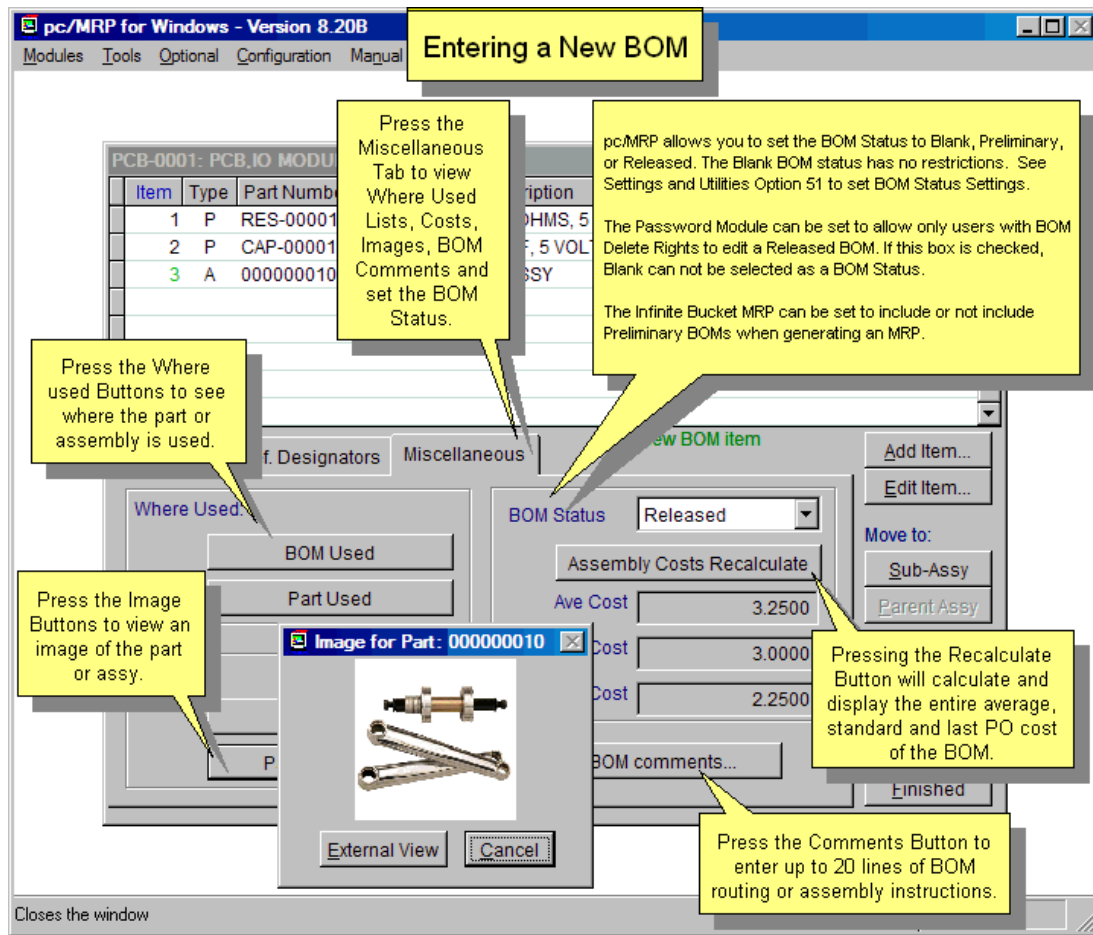 pc/MRP for Windows - Version 8.20B
Entering a New BOM
Modules Tools Optional Configuration Manual
Press the
Miscellaneous
Tab to view
Where Used
Lists, Costs,
Images, BOM
Comments and
set the BOM
Status.
pc/MRP allows you to set the BOM Status to Blank, Preliminary,
or Released. The Blank BOM status has no restrictions. See
Settings and Utilities Option 51 to set BOM Status Settings.
The Password Module can be set to allow only users with BOM
Delete Rights to edit a Released BOM. If this box is checked,
Blank can not be selected as a BOM Status.
The Infinite Bucket MRP can be set to include or not include
Preliminary BOMs when generating an MRP.
PCB-0001: PCB,IO MODU
Item Type Part Numbe ription
1 P RES-00001 OHMS, 5
2 P CAP-00001 F, 5 VOLT
3 A 000000010 SSY
Press the Where
used Buttons to see
where the part or
assembly is used.
f. Designators Miscellaneous ew BOM item
Add Item...
Edit Item...
Move to:
Sub-Assy
Parent Assy
Finished
Where Used:
BOM Used
Part Used
Press the Image
Buttons to view an
image of the part
or assy.
P
BOM Status Released
Assembly Costs Recalculate
Ave Cost 3.2500
Cost 3.0000
Cost 2.2500
BOM comments...
Image for Part: 000000010
External View Cancel
Pressing the Recalculate
Button will calculate and
display the entire average,
standard and last PO cost
of the BOM.
Press the Comments Button to
enter up to 20 lines of BOM
routing or assembly instructions.
Closes the window